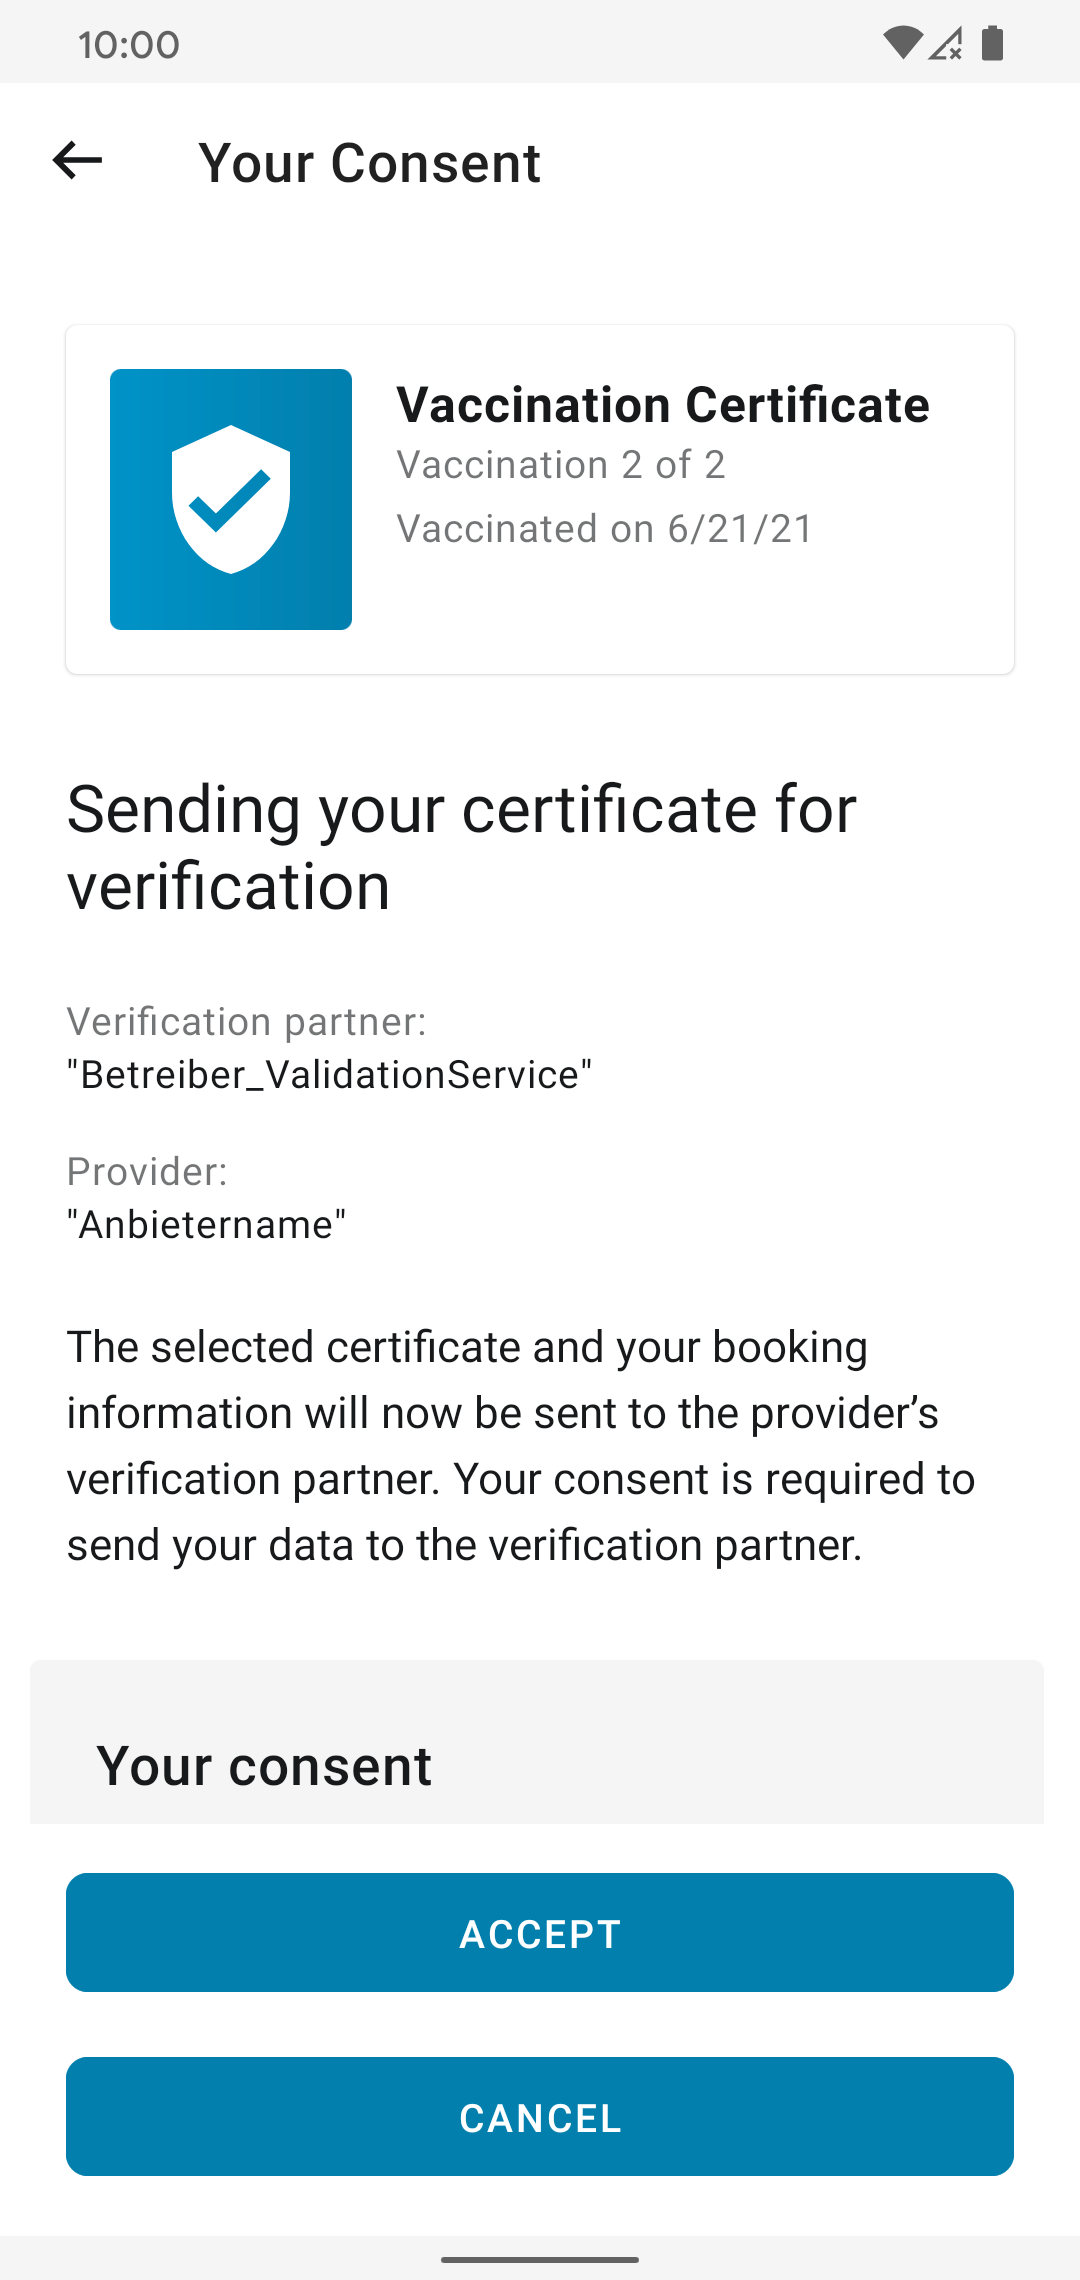 10:00
Your Consent
Vaccination Certificate
Vaccination 2 of 2
Vaccinated on 6/21/21
Sending your certificate for
verification
Verification partner:
"Betreiber_ValidationService"
Provider:
"Anbietername"
The selected certificate and your booking
information will now be sent to the provider’s
verification partner. Your consent is required to
send your data to the verification partner.
Your consent
ACCEPT
CANCEL